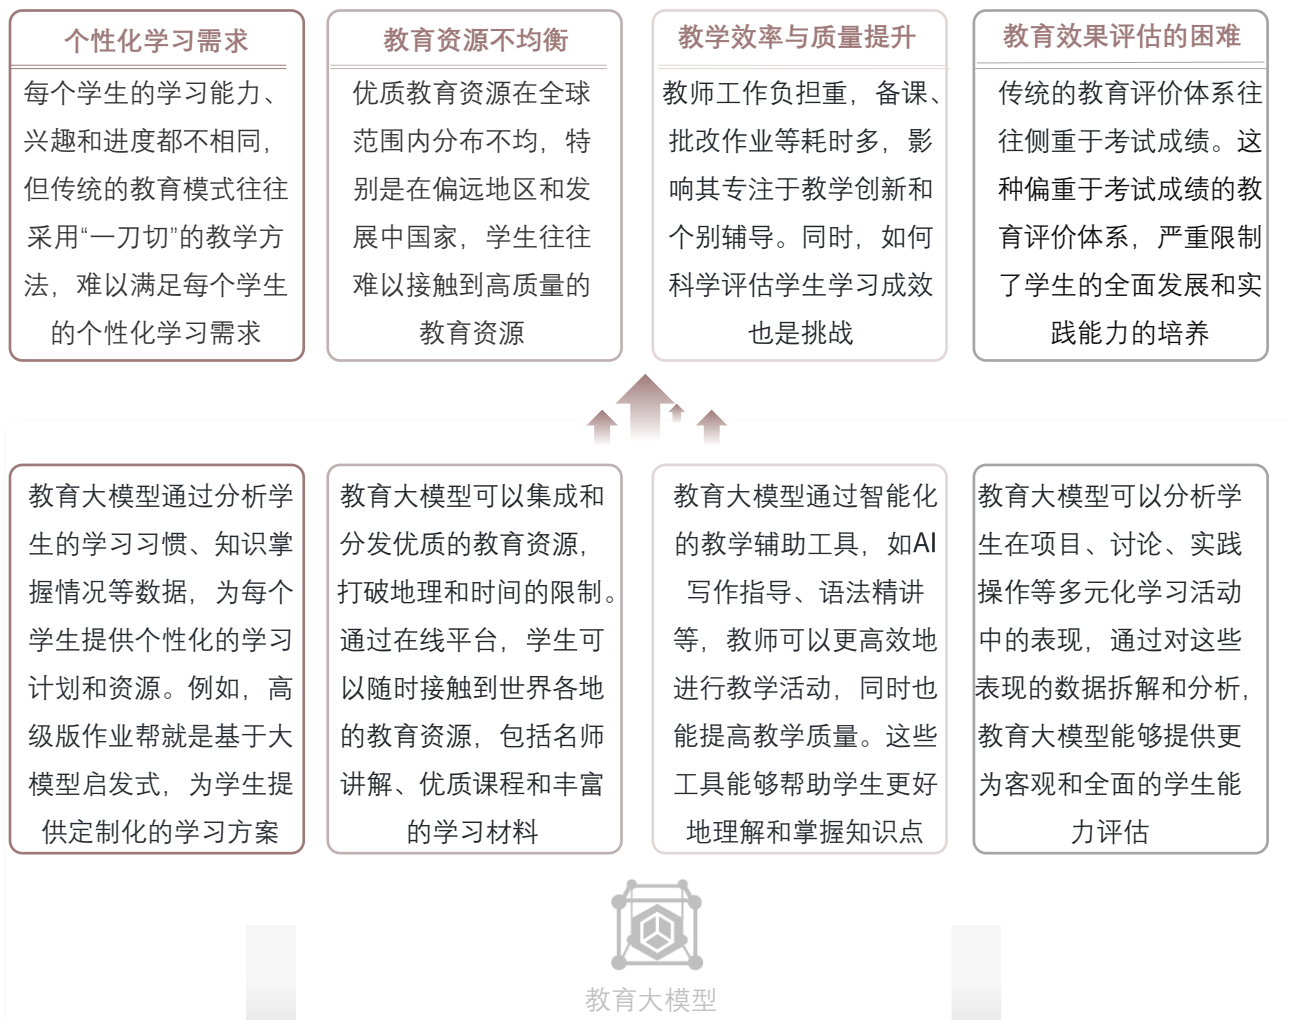 个性化学习需求
每个学生的学习能力、
兴趣和进度都不相同，
但传统的教育模式往往
采用“一刀切”的教学方
法，难以满足每个学生
的个性化学习需求
教育资源不均衡
优质教育资源在全球
范围内分布不均，特
别是在偏远地区和发
展中国家，学生往往
难以接触到高质量的
教育资源
教学效率与质量提升
教师工作负担重，备课、
批改作业等耗时多，影
响其专注于教学创新和
个别辅导。同时，如何
科学评估学生学习成效
也是挑战
教育效果评估的困难
传统的教育评价体系往
往侧重于考试成绩。这
种偏重于考试成绩的教
育评价体系，严重限制
了学生的全面发展和实
践能力的培养
教育大模型通过分析学
生的学习习惯、知识掌
握情况等数据，为每个
学生提供个性化的学习
计划和资源。例如，高
级版作业帮就是基于大
模型启发式，为学生提
供定制化的学习方案
教育大模型可以集成和
分发优质的教育资源，
打破地理和时间的限制。
通过在线平台，学生可
以随时接触到世界各地
的教育资源，包括名师
讲解、优质课程和丰富
的学习材料
教育大模型通过智能化
的教学辅助工具，如AI
写作指导、语法精讲
等，教师可以更高效地
进行教学活动，同时也
能提高教学质量。这些
工具能够帮助学生更好
地理解和掌握知识点
教育大模型可以分析学
生在项目、讨论、实践
操作等多元化学习活动
中的表现，通过对这些
表现的数据拆解和分析，
教育大模型能够提供更
为客观和全面的学生能
力评估
教育大模型